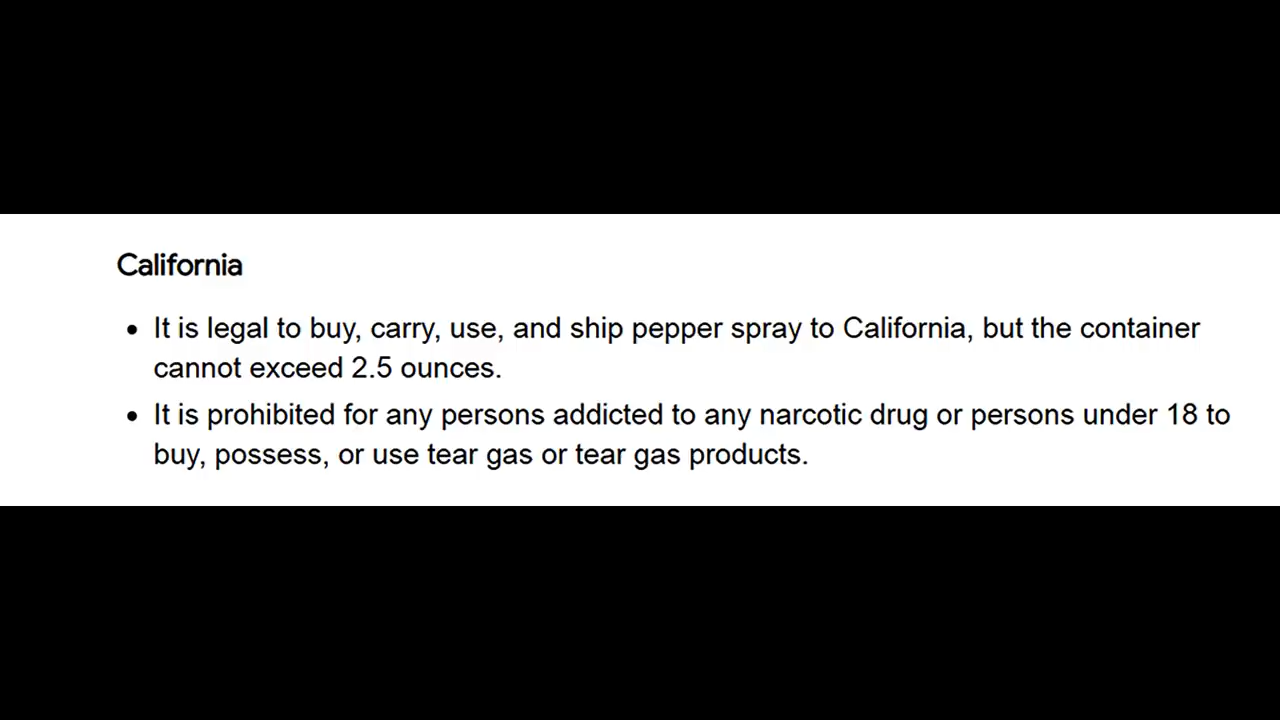 California
• It is legal to buy, carry, use, and ship pepper spray to California, but the container
cannot exceed 2.5 ounces.
• It is prohibited for any persons addicted to any narcotic drug or persons under 18 to
buy, possess, or use tear gas or tear gas products.